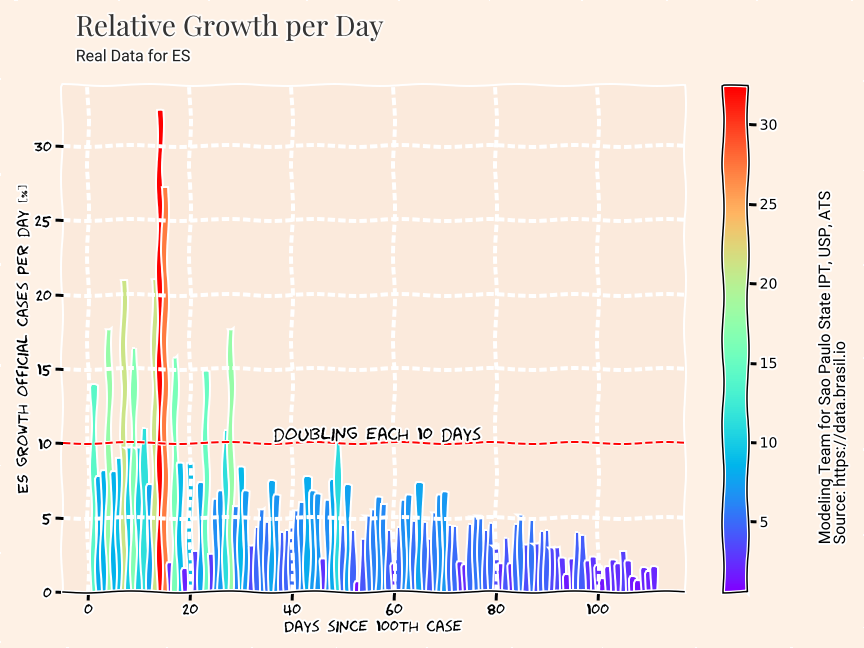 Relative Growth per Day
Real Data for ES
ES GROWTH OFFICIAL CASES PER DAY [%]
30
25
20
15
10
5
0
DOUBLING EACH 10 DAYS
0 20 40 60 80 100
DAYS SINCE 100TH CASE
30
25
20
15
10
5
Modeling Team for Sao Paulo State IPT, USP, ATS
Source: https://data.brasil.io